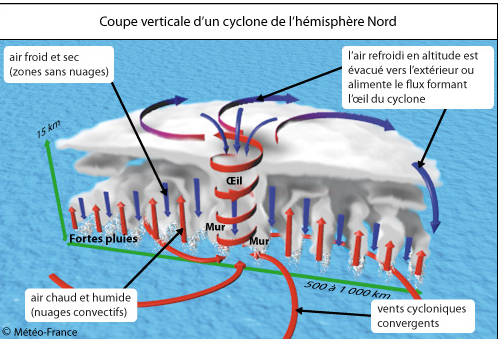 Coupe verticale d'un cyclone de l'hémisphère Nord
air froid et sec
(zones sans nuages)
l'air refroidi en altitude est
évacué vers l'extérieur ou
alimente le flux formant
l'œil du cyclone
15 km
Œil
Mur
Mur
Fortes pluies
500 à 1 000 km
air chaud et humide
(nuages convectifs)
vents cycloniques
convergents
© Météo-France